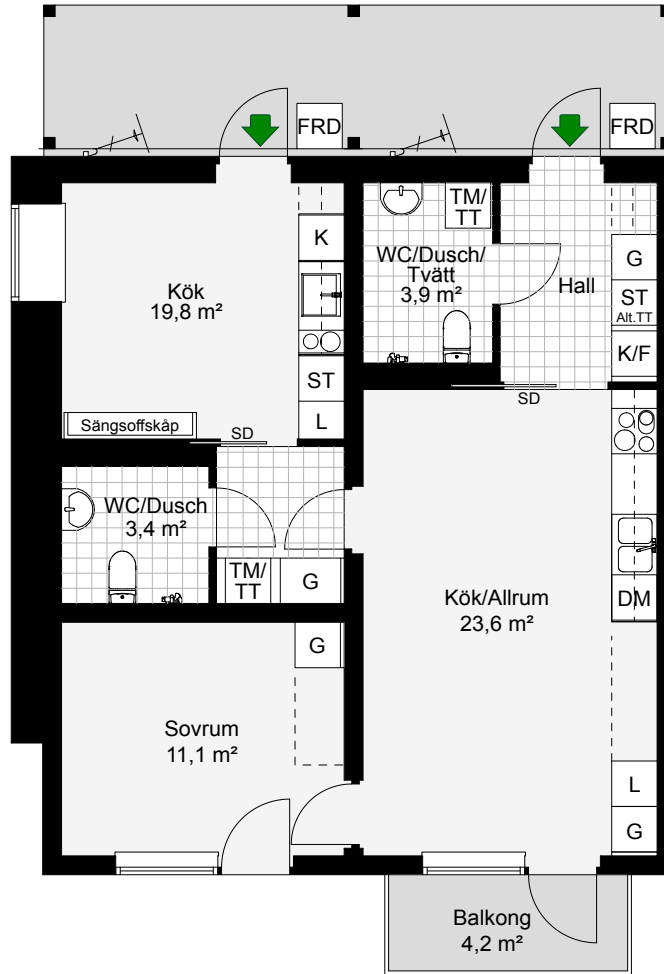 FRD
FRD
K
Kök
19,8 m²
ST
L
Sängsoffskåp
SD
TM/
TT
WC/Dusch/
Tvätt
3,9 m²
Hall
G
ST
Alt.TT
K/F
SD
WC/Dusch
3,4 m²
TM/
TT
G
Kök/Allrum
23,6 m²
DM
G
Sovrum
11,1 m²
L
G
Balkong
4,2 m²